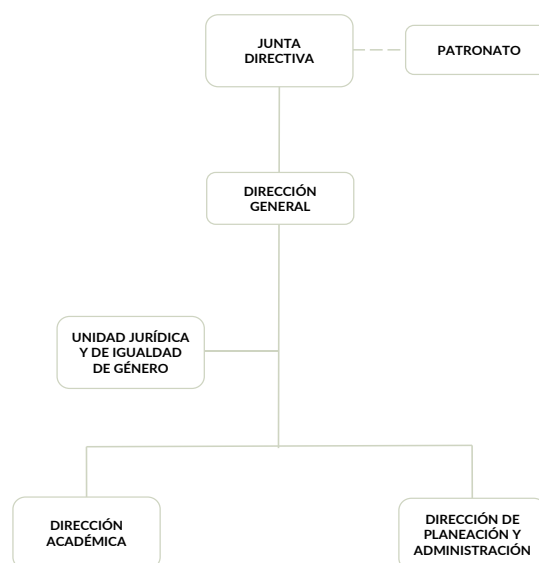 JUNTA
DIRECTIVA
PATRONATO
DIRECCIÓN
GENERAL
UNIDAD JURÍDICA
Y DE IGUALDAD
DE GÉNERO
DIRECCIÓN
ACADÉMICA
DIRECCIÓN DE
PLANEACIÓN Y
ADMINISTRACIÓN